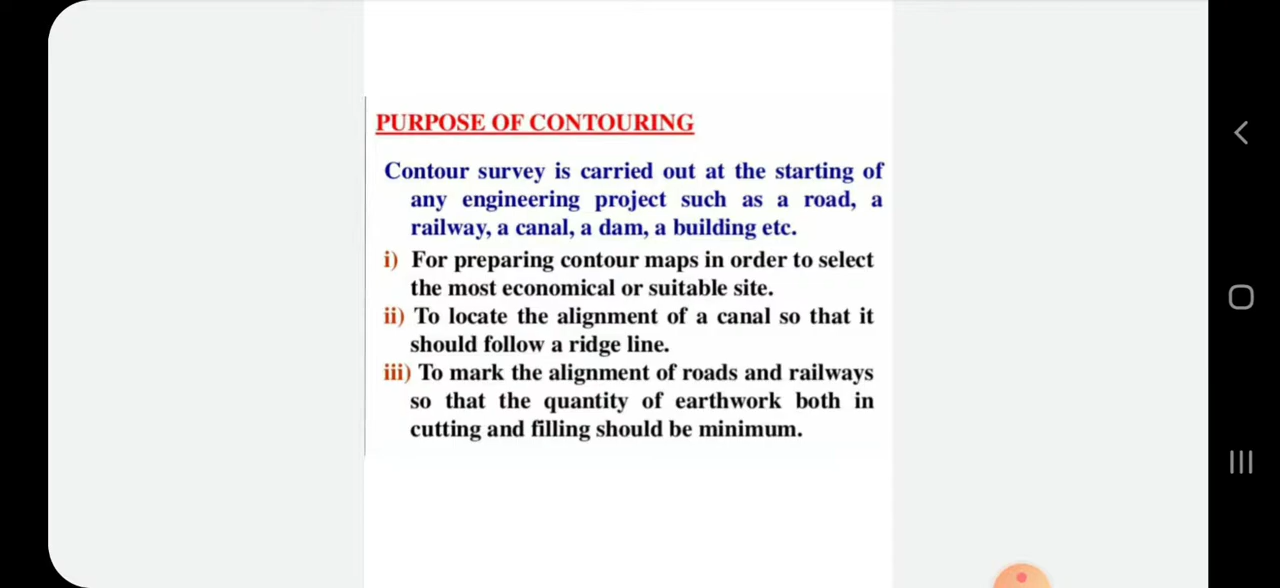 PURPOSE OF CONTOURING
Contour survey is carried out at the starting of
any engineering project such as a road, a
railway, a canal, a dam, a building etc.
i) For preparing contour maps in order to select
the most economical or suitable site.
ii) To locate the alignment of a canal so that it
should follow a ridge line.
iii) To mark the alignment of roads and railways
so that the quantity of earthwork both in
cutting and filling should be minimum.